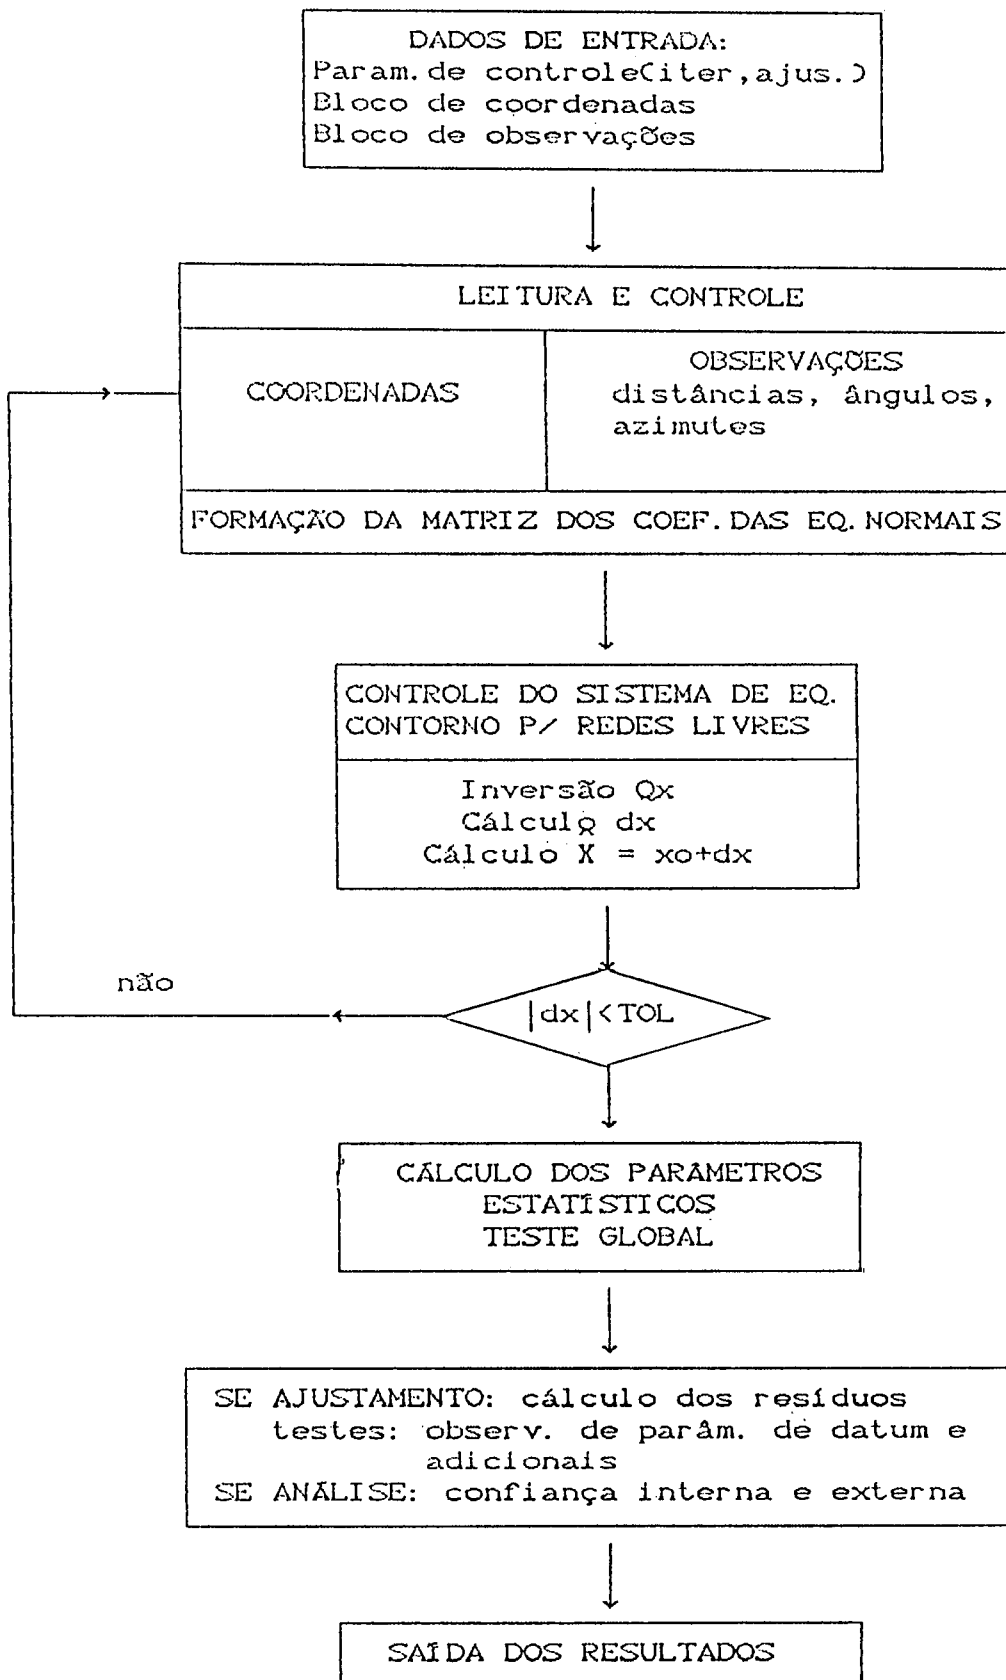 DADOS DE ENTRADA:
Param.de controle(iter,ajus.)
Bloco de coordenadas
Bloco de observações
LEITURA E CONTROLE
COORDENADAS
OBSERVAÇÕES
distâncias, ângulos,
azimutes
FORMAÇÃO DA MATRIZ DOS COEF.DAS EQ.NORMAIS
CONTROLE DO SISTEMA DE EQ.
CONTORNO P/ REDES LIVRES
Inversão Qx
Cálculo dx
Cálculo X = xo+dx
não
|dx|<TOL
CÁLCULO DOS PARÂMETROS
ESTATÍSTICOS
TESTE GLOBAL
SE AJUSTAMENTO: cálculo dos resíduos
testes: observ. de parâm. de datum e
adicionais
SE ANÁLISE: confiança interna e externa
SAÍDA DOS RESULTADOS